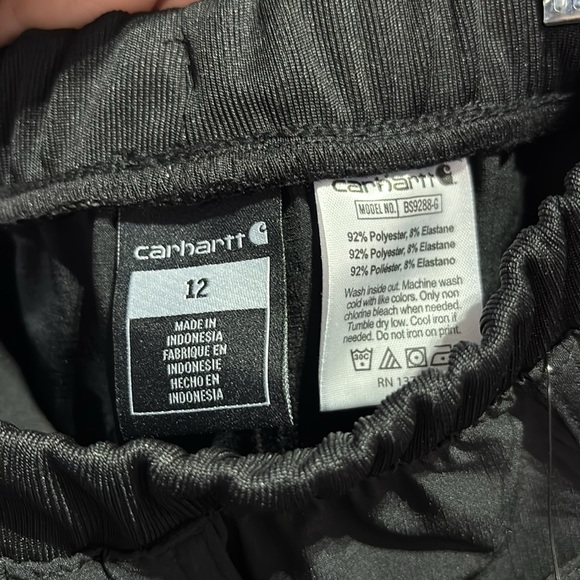 carhartt
12
MADE IN
INDONESIA
FABRIQUE EN
INDONESIE
HECHO EN
INDONESIA
carhartt
MODEL NO. BS9288-G
92% Polyester, 8% Elastane
92% Polyester, 8% Elastane
92% Poliéster, 8% Elastano
Wash inside out. Machine wash
cold with like colors. Only non
chlorine bleach when needed.
Tumble dry low. Cool iron if
needed. Do not iron on print.
RN